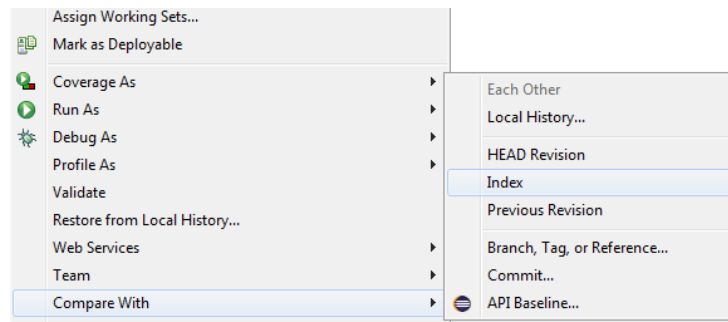 Assign Working Sets...
Mark as Deployable
Coverage As
Run As
Debug As
Profile As
Validate
Restore from Local History...
Web Services
Team
Compare With
Each Other
Local History...
HEAD Revision
Index
Previous Revision
Branch, Tag, or Reference...
Commit...
API Baseline...